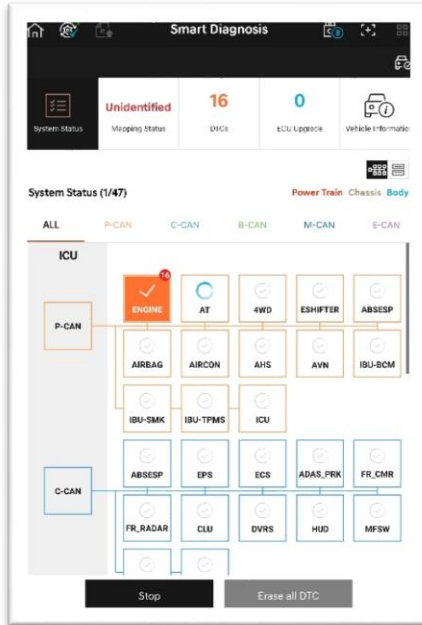 Smart Diagnosis
16
0
Unidentified
System Status
Mapping Status
DTCs
ECU Upgrade
Vehicle Informatio
System Status (1/47)
Power Train Chassis Body
ALL P-CAN C-CAN B-CAN M-CAN E-CAN
ICU
16
ENGINE AT 4WD ESHIFTER ABSESP
P-CAN
AIRBAG AIRCON AHS AVN IBU-BCM
IBU-SMK IBU-TPMS ICU
ABSESP EPS ECS ADAS_PRK FR_CMR
C-CAN
FR_RADAR CLU DVRS HUD MFSW
Stop Erase all DTC